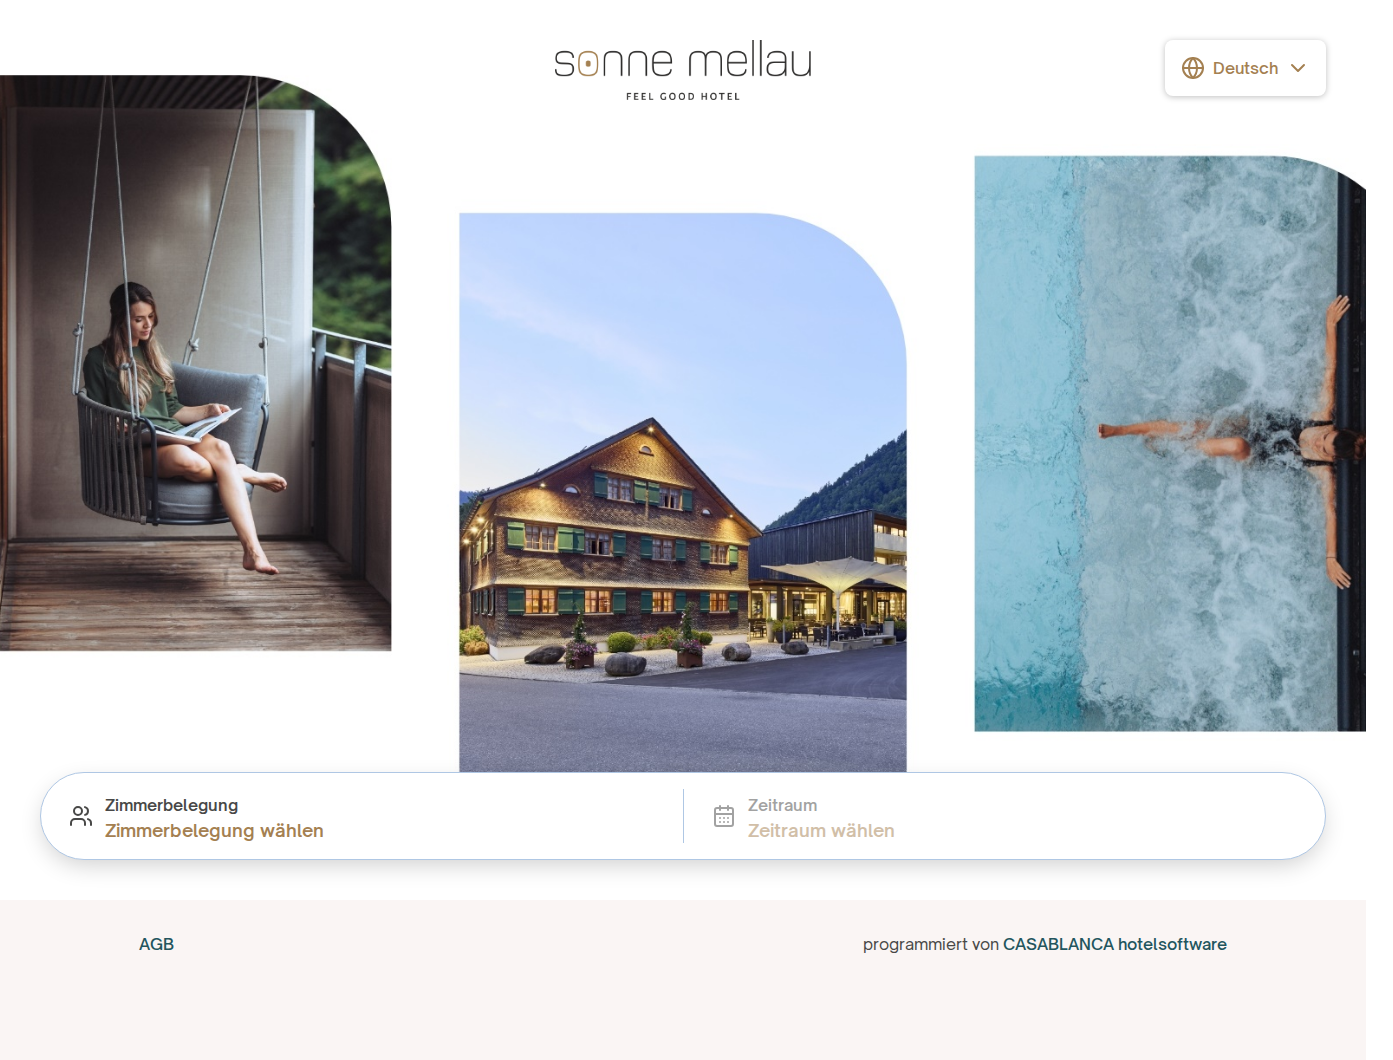 sonne mellau
FEEL GOOD HOTEL
Deutsch
Zimmerbelegung
Zimmerbelegung wählen
Zeitraum
Zeitraum wählen
AGB
programmiert von CASABLANCA hotelsoftware